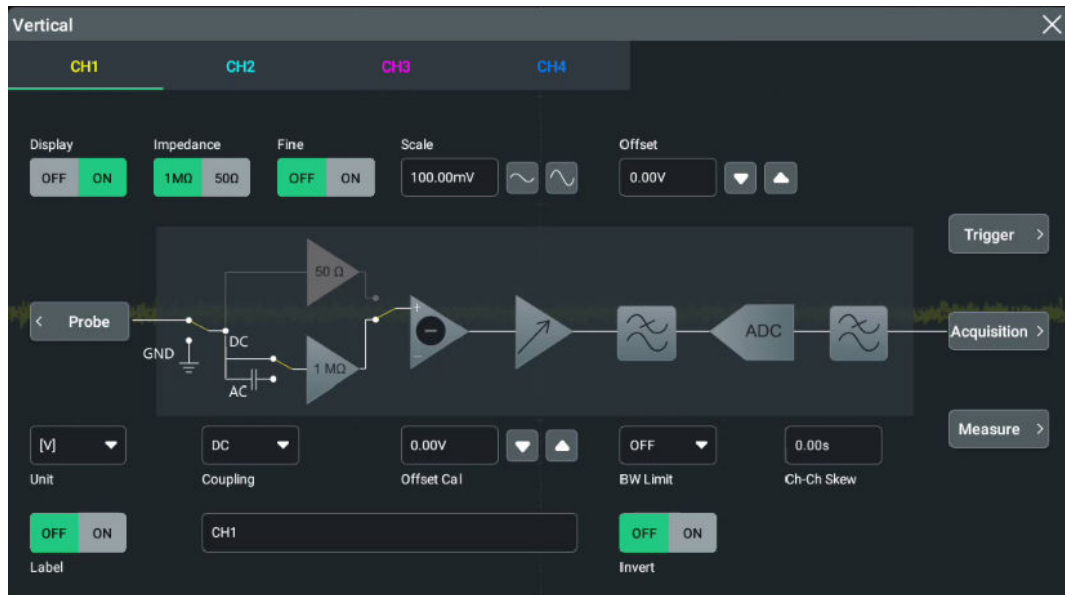 Vertical
CH1 CH2 CH3 CH4
Display Impedance Fine Scale Offset
OFF ON 1MΩ 50Ω OFF ON 100.00mV 0.00V
Trigger >
50 Ω
+
< Probe
DC
GND
ADC
Acquisition >
1 MΩ
AC
Measure >
[V] DC 0.00V OFF 0.00s
Unit Coupling Offset Cal BW Limit Ch-Ch Skew
OFF ON CH1 OFF ON
Label Invert